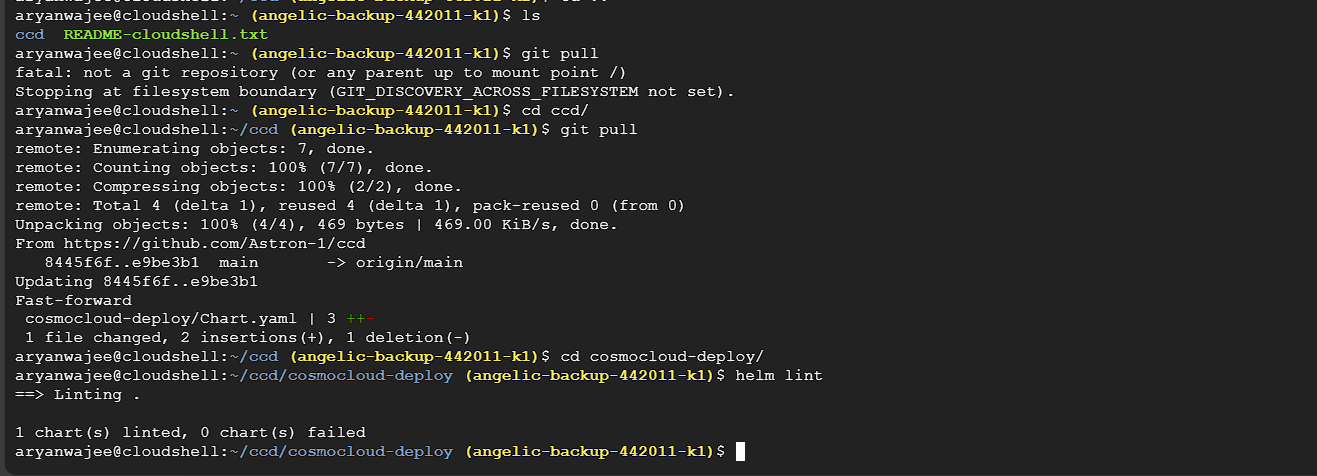 aryanwajee@cloudshell:~ (angelic-backup-442011-k1)$ ls
ccd  README-cloudshell.txt
aryanwajee@cloudshell:~ (angelic-backup-442011-k1)$ git pull
fatal: not a git repository (or any parent up to mount point /)
Stopping at filesystem boundary (GIT_DISCOVERY_ACROSS_FILESYSTEM not set).
aryanwajee@cloudshell:~ (angelic-backup-442011-k1)$ cd ccd/
aryanwajee@cloudshell:~/ccd (angelic-backup-442011-k1)$ git pull
remote: Enumerating objects: 7, done.
remote: Counting objects: 100% (7/7), done.
remote: Compressing objects: 100% (2/2), done.
remote: Total 4 (delta 1), reused 4 (delta 1), pack-reused 0 (from 0)
Unpacking objects: 100% (4/4), 469 bytes | 469.00 KiB/s, done.
From https://github.com/Astron-1/ccd
   8445f6f..e9be3b1  main       -> origin/main
Updating 8445f6f..e9be3b1
Fast-forward
 cosmocloud-deploy/Chart.yaml | 3 ++-
 1 file changed, 2 insertions(+), 1 deletion(-)
aryanwajee@cloudshell:~/ccd (angelic-backup-442011-k1)$ cd cosmocloud-deploy/
aryanwajee@cloudshell:~/ccd/cosmocloud-deploy (angelic-backup-442011-k1)$ helm lint
==> Linting .
1 chart(s) linted, 0 chart(s) failed
aryanwajee@cloudshell:~/ccd/cosmocloud-deploy (angelic-backup-442011-k1)$